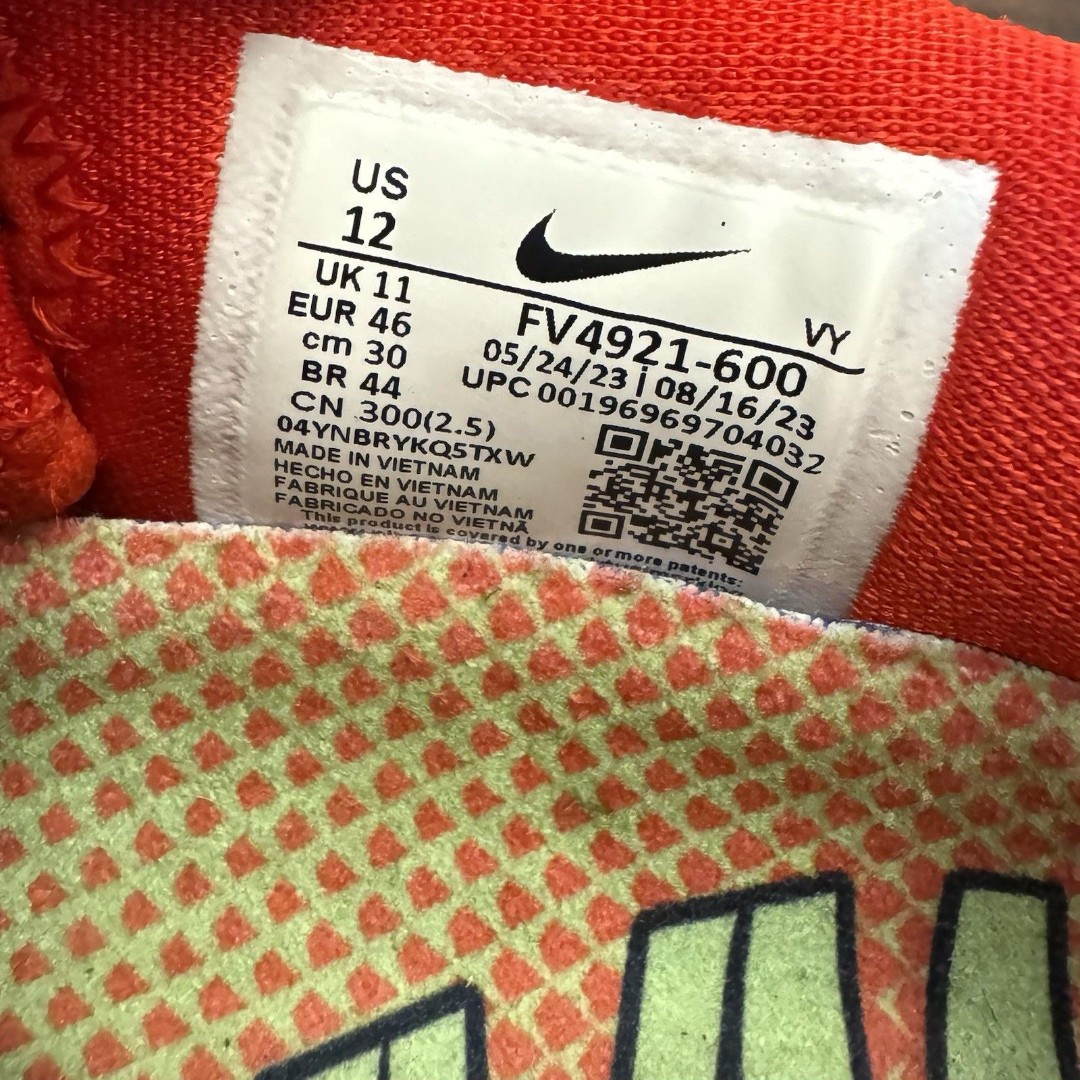 US
12
UK 11
EUR 46
cm 30
BR 44
CN 300(2.5)
04YNBRYKQ5TXW
MADE IN VIETNAM
HECHO EN VIETNAM
FABRIQUE AU VIETNAM
FABRICADO NO VIETNÃ
This product is covered by one or more patents:
VY
FV4921-600
05/24/23 | 08/16/23
UPC 00196969704032